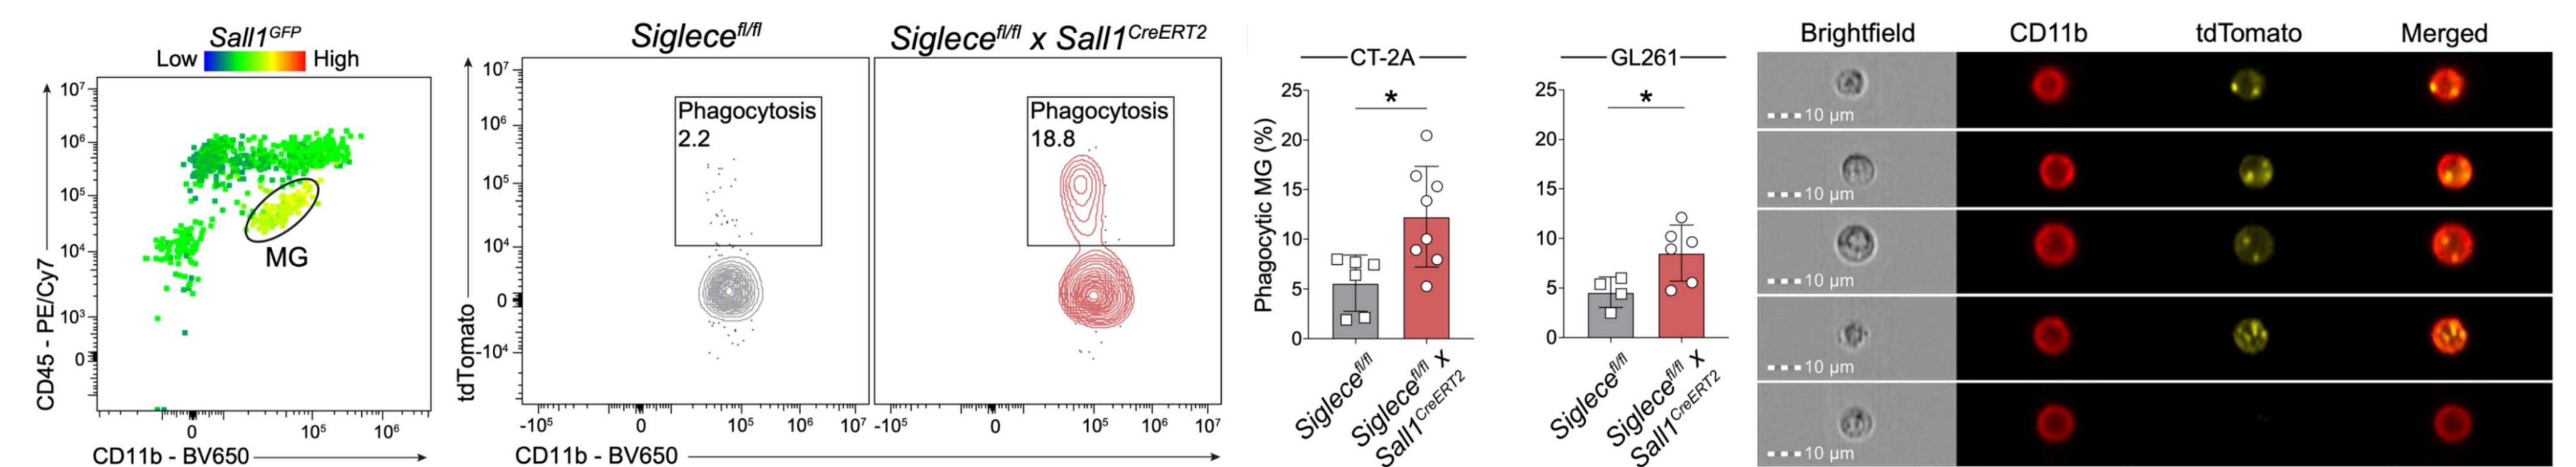 Sall1GFP
Low High
10⁷
10⁶
10⁵
10⁴
10³
0
CD45 - PE/Cy7
MG
0 10⁵ 10⁶
CD11b - BV650
Siglecefl/fl
Siglecefl/fl x Sall1CreERT2
10⁷
10⁶
10⁵
10⁴
0
-10⁴
tdTomato
Phagocytosis
2.2
Phagocytosis
18.8
-10⁵ 0 10⁵ 10⁶ 10⁷
-10⁵ 0 10⁵ 10⁶ 10⁷
CD11b - BV650
CT-2A
Phagocytic MG (%)
25
20
15
10
5
0
*
Siglecefl/fl
Siglecefl/fl x
Sall1CreERT2
GL261
25
20
15
10
5
0
*
Siglecefl/fl
Siglecefl/fl x
Sall1CreERT2
Brightfield CD11b tdTomato Merged
10 µm
10 µm
10 µm
10 µm
10 µm